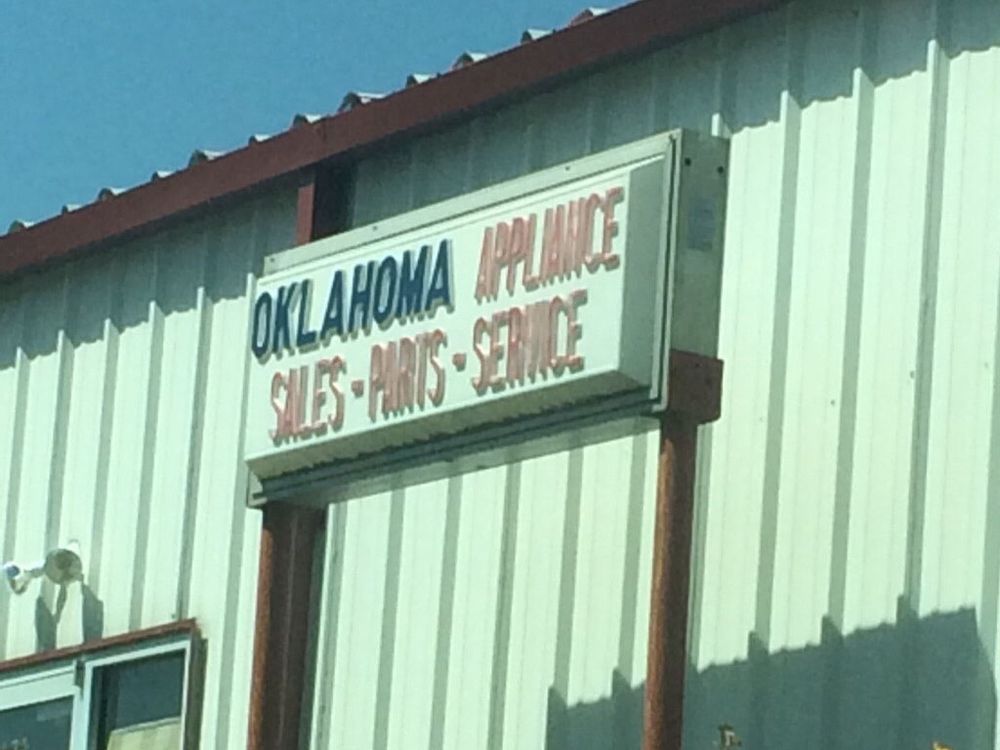 OKLAHOMA APPLIANCE
SALES - PARTS - SERVICE